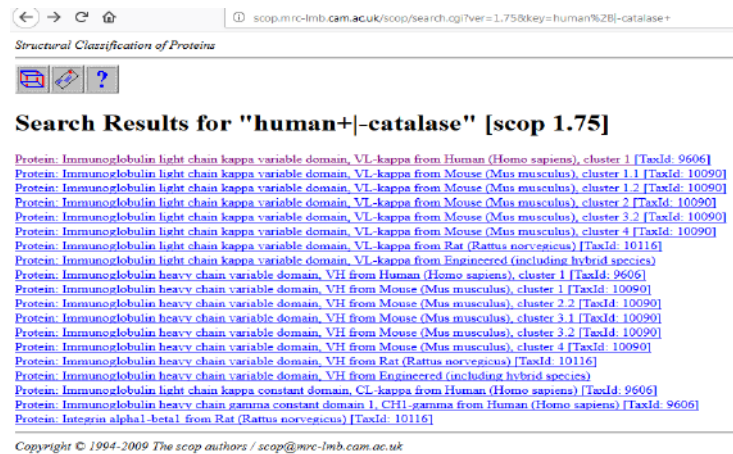 scop.mrc-lmb.cam.ac.uk/scop/search.cgi?ver=1.75&key=human%2B|-catalase+
Structural Classification of Proteins
?
Search Results for "human+|-catalase" [scop 1.75]
Protein: Immunoglobulin light chain kappa variable domain, VL-kappa from Human (Homo sapiens), cluster 1 [TaxId: 9606]
Protein: Immunoglobulin light chain kappa variable domain, VL-kappa from Mouse (Mus musculus), cluster 1.1 [TaxId: 10090]
Protein: Immunoglobulin light chain kappa variable domain, VL-kappa from Mouse (Mus musculus), cluster 1.2 [TaxId: 10090]
Protein: Immunoglobulin light chain kappa variable domain, VL-kappa from Mouse (Mus musculus), cluster 2 [TaxId: 10090]
Protein: Immunoglobulin light chain kappa variable domain, VL-kappa from Mouse (Mus musculus), cluster 3.2 [TaxId: 10090]
Protein: Immunoglobulin light chain kappa variable domain, VL-kappa from Mouse (Mus musculus), cluster 4 [TaxId: 10090]
Protein: Immunoglobulin light chain kappa variable domain, VL-kappa from Rat (Rattus norvegicus) [TaxId: 10116]
Protein: Immunoglobulin light chain kappa variable domain, VL-kappa from Engineered (including hybrid species)
Protein: Immunoglobulin heavy chain variable domain, VH from Human (Homo sapiens), cluster 1 [TaxId: 9606]
Protein: Immunoglobulin heavy chain variable domain, VH from Mouse (Mus musculus), cluster 1 [TaxId: 10090]
Protein: Immunoglobulin heavy chain variable domain, VH from Mouse (Mus musculus), cluster 2.2 [TaxId: 10090]
Protein: Immunoglobulin heavy chain variable domain, VH from Mouse (Mus musculus), cluster 3.1 [TaxId: 10090]
Protein: Immunoglobulin heavy chain variable domain, VH from Mouse (Mus musculus), cluster 3.2 [TaxId: 10090]
Protein: Immunoglobulin heavy chain variable domain, VH from Mouse (Mus musculus), cluster 4 [TaxId: 10090]
Protein: Immunoglobulin heavy chain variable domain, VH from Rat (Rattus norvegicus) [TaxId: 10116]
Protein: Immunoglobulin heavy chain variable domain, VH from Engineered (including hybrid species)
Protein: Immunoglobulin light chain kappa constant domain, CL-kappa from Human (Homo sapiens) [TaxId: 9606]
Protein: Immunoglobulin heavy chain gamma constant domain 1, CH1-gamma from Human (Homo sapiens) [TaxId: 9606]
Protein: Integrin alpha1-beta1 from Rat (Rattus norvegicus) [TaxId: 10116]
Copyright © 1994-2009 The scop authors / scop@mrc-lmb.cam.ac.uk